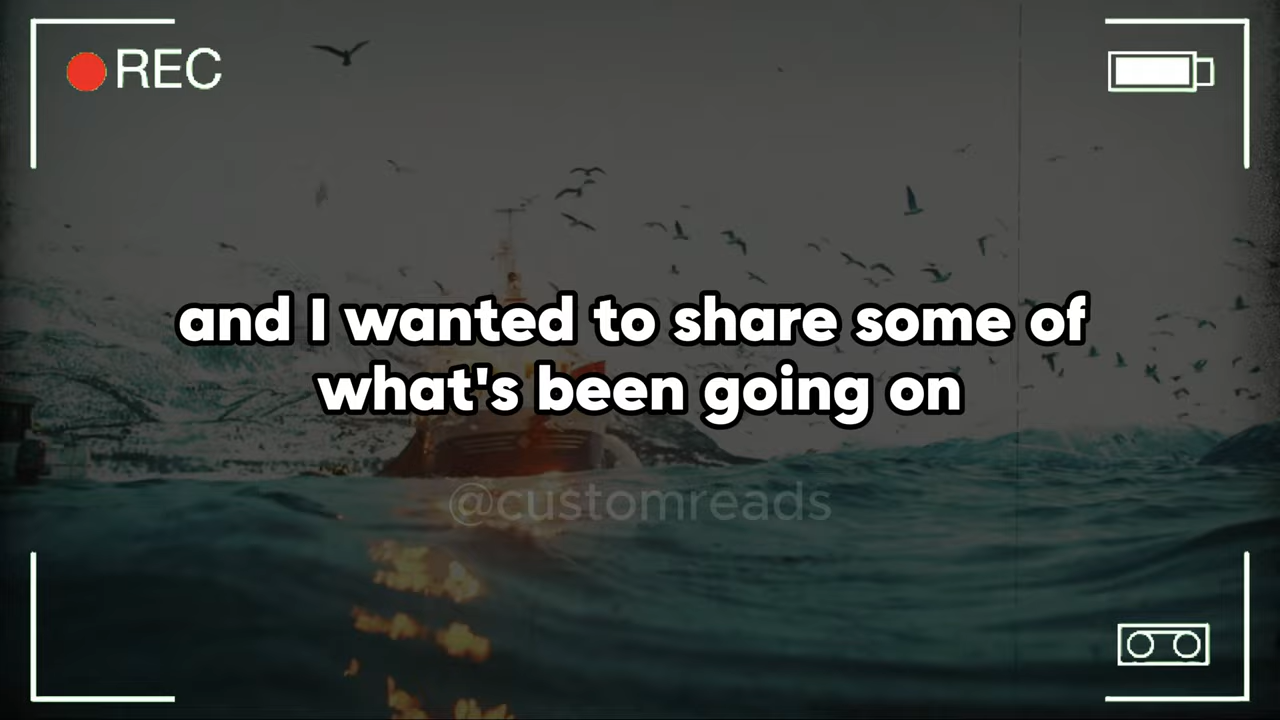 REC
and I wanted to share some of
what's been going on
@customreads